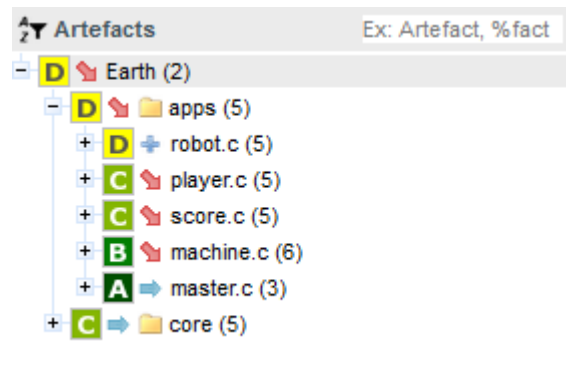 A Z Artefacts Ex: Artefact, %fact
D Earth (2)
D apps (5)
D robot.c (5)
C player.c (5)
C score.c (5)
B machine.c (6)
A master.c (3)
C core (5)